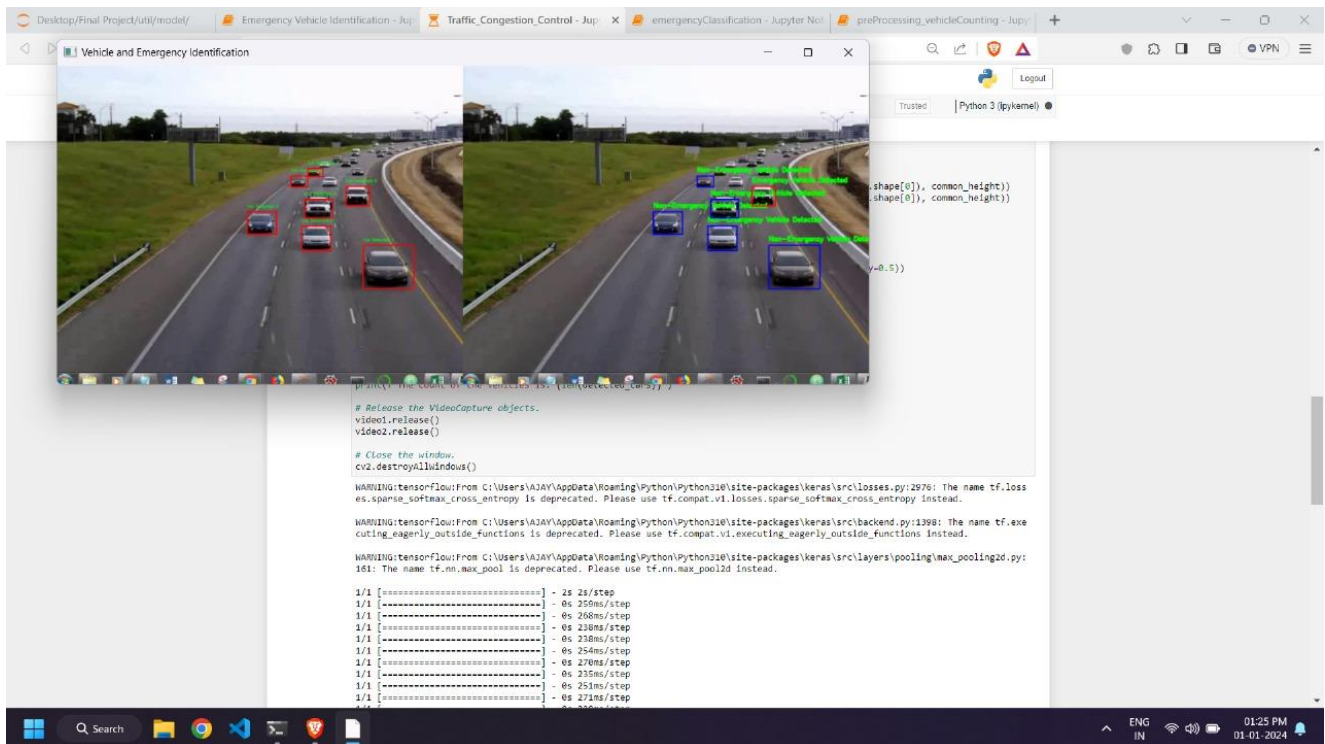 Desktop/Final Project/util/model/
Emergency Vehicle Identification - Jup
Traffic_Congestion_Control - Jup
emergencyClassification - Jupyter Not
preProcessing_vehicleCounting - Jupy
VPN
Vehicle and Emergency Identification
Logout
Trusted
Python 3 (ipykernel)
.shape[0]), common_height))
.shape[0]), common_height))
y=0.5))
Non-Emergency Vehicle Detected
Emergency Vehicle Detected
Non-Emergency Vehicle Detected
Non-Emergency Vehicle Detected
Non-Emergency Vehicle Detected
Non-Emergency Vehicle Dete
# Release the VideoCapture objects.
video1.release()
video2.release()
# Close the window.
cv2.destroyAllWindows()
WARNING:tensorflow:From C:\Users\AJAY\AppData\Roaming\Python\Python310\site-packages\keras\src\losses.py:2976: The name tf.loss
es.sparse_softmax_cross_entropy is deprecated. Please use tf.compat.v1.losses.sparse_softmax_cross_entropy instead.
WARNING:tensorflow:From C:\Users\AJAY\AppData\Roaming\Python\Python310\site-packages\keras\src\backend.py:1398: The name tf.exe
cuting_eagerly_outside_functions is deprecated. Please use tf.compat.v1.executing_eagerly_outside_functions instead.
WARNING:tensorflow:From C:\Users\AJAY\AppData\Roaming\Python\Python310\site-packages\keras\src\layers\pooling\max_pooling2d.py:
161: The name tf.nn.max_pool is deprecated. Please use tf.nn.max_pool2d instead.
1/1 [==============================] - 2s 2s/step
1/1 [==============================] - 0s 259ms/step
1/1 [==============================] - 0s 268ms/step
1/1 [==============================] - 0s 238ms/step
1/1 [==============================] - 0s 238ms/step
1/1 [==============================] - 0s 254ms/step
1/1 [==============================] - 0s 270ms/step
1/1 [==============================] - 0s 235ms/step
1/1 [==============================] - 0s 251ms/step
1/1 [==============================] - 0s 271ms/step
Search
ENG
IN
01:25 PM
01-01-2024